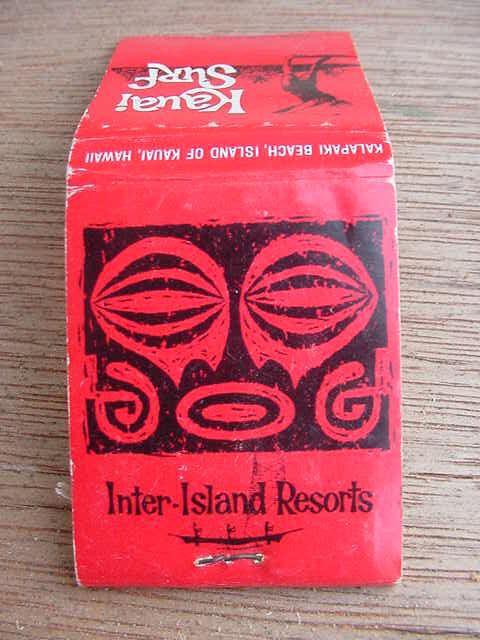 Kauai
Surf
KALAPAKI BEACH, ISLAND OF KAUAI, HAWAII
Inter-Island Resorts